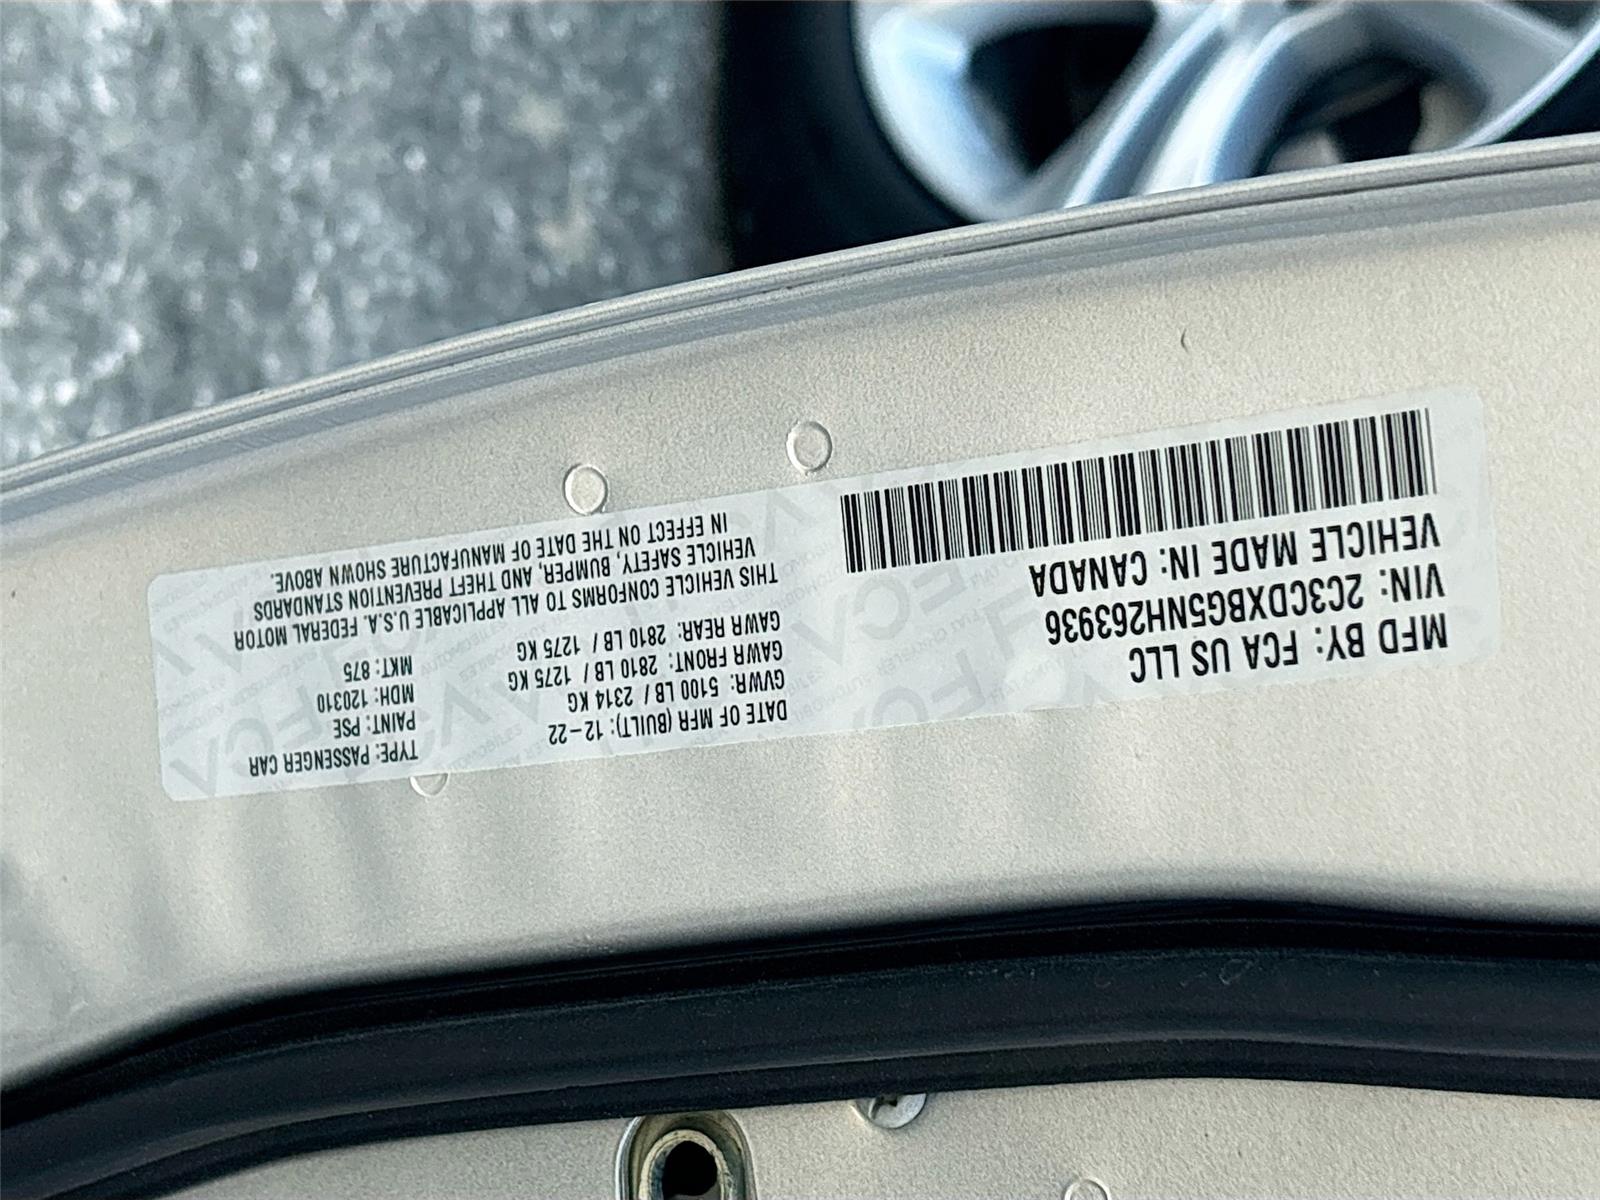 MFD BY: FCA US LLC
VIN: 2C3CDXBG5NH263936
VEHICLE MADE IN: CANADA
DATE OF MFR (BUILT): 12-22
GVWR: 5100 LB / 2314 KG
GAWR FRONT: 2810 LB / 1275 KG
GAWR REAR: 2810 LB / 1275 KG
TYPE: PASSENGER CAR
PAINT: PSE
MDH: 120310
MKT: 875
THIS VEHICLE CONFORMS TO ALL APPLICABLE U.S.A. FEDERAL MOTOR
VEHICLE SAFETY, BUMPER, AND THEFT PREVENTION STANDARDS
IN EFFECT ON THE DATE OF MANUFACTURE SHOWN ABOVE.